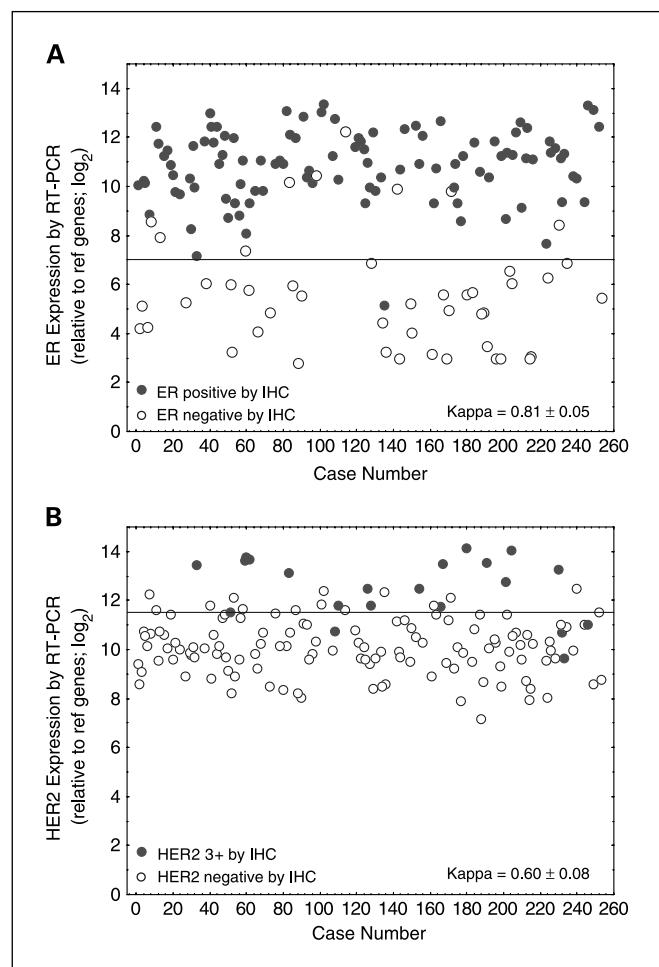 A
ER Expression by RT-PCR
(relative to ref genes; log2)
14
12
10
8
6
4
2
0
ER positive by IHC
ER negative by IHC
Kappa = 0.81 ± 0.05
0 20 40 60 80 100 120 140 160 180 200 220 240 260
Case Number
B
HER2 Expression by RT-PCR
(relative to ref genes; log2)
14
12
10
8
6
4
2
0
HER2 3+ by IHC
HER2 negative by IHC
Kappa = 0.60 ± 0.08
0 20 40 60 80 100 120 140 160 180 200 220 240 260
Case Number